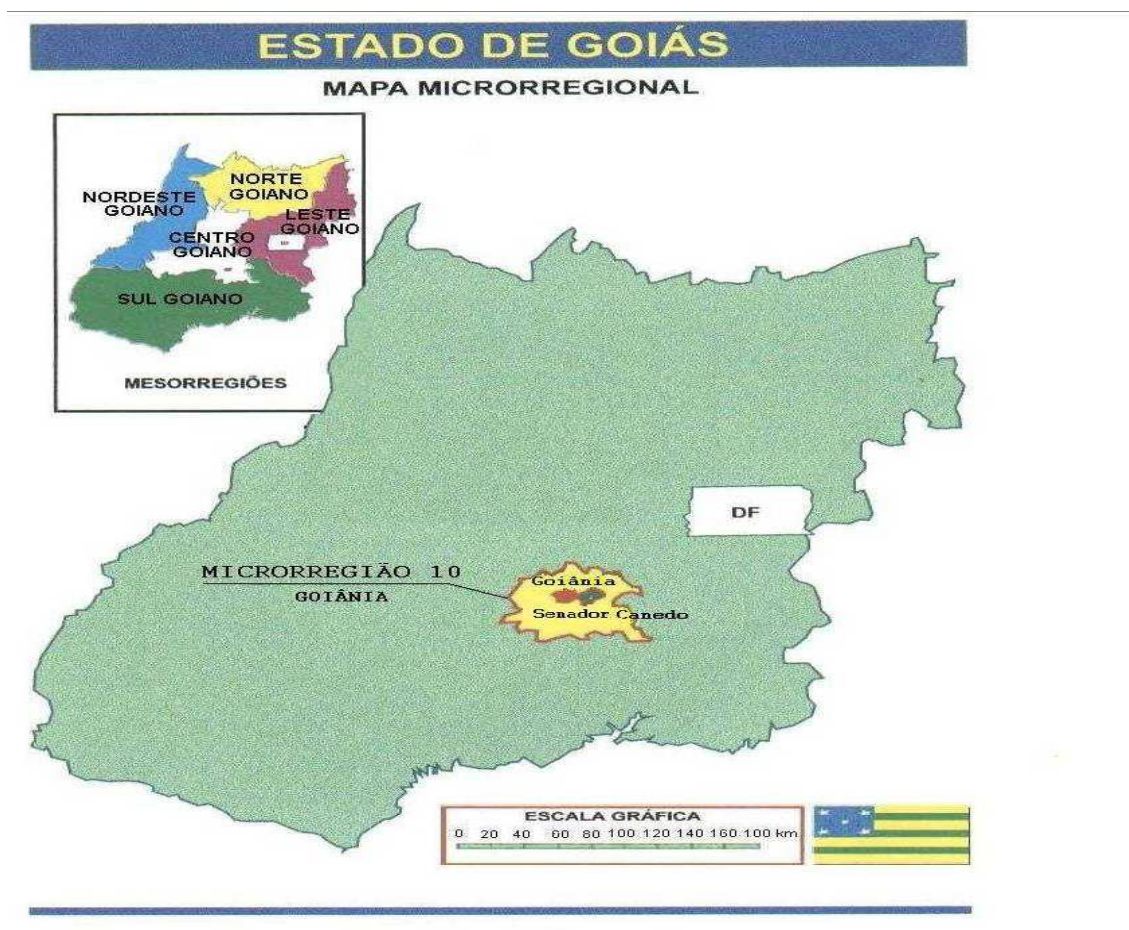 ESTADO DE GOIÁS
MAPA MICRORREGIONAL
NORDESTE
GOIANO
NORTE
GOIANO
LESTE
GOIANO
CENTRO
GOIANO
SUL GOIANO
MESORREGIÕES
DF
MICRORREGIÃO 10
GOIÂNIA
Goiânia
Senador Canedo
ESCALA GRÁFICA
0 20 40 60 80 100 120 140 160 100 km